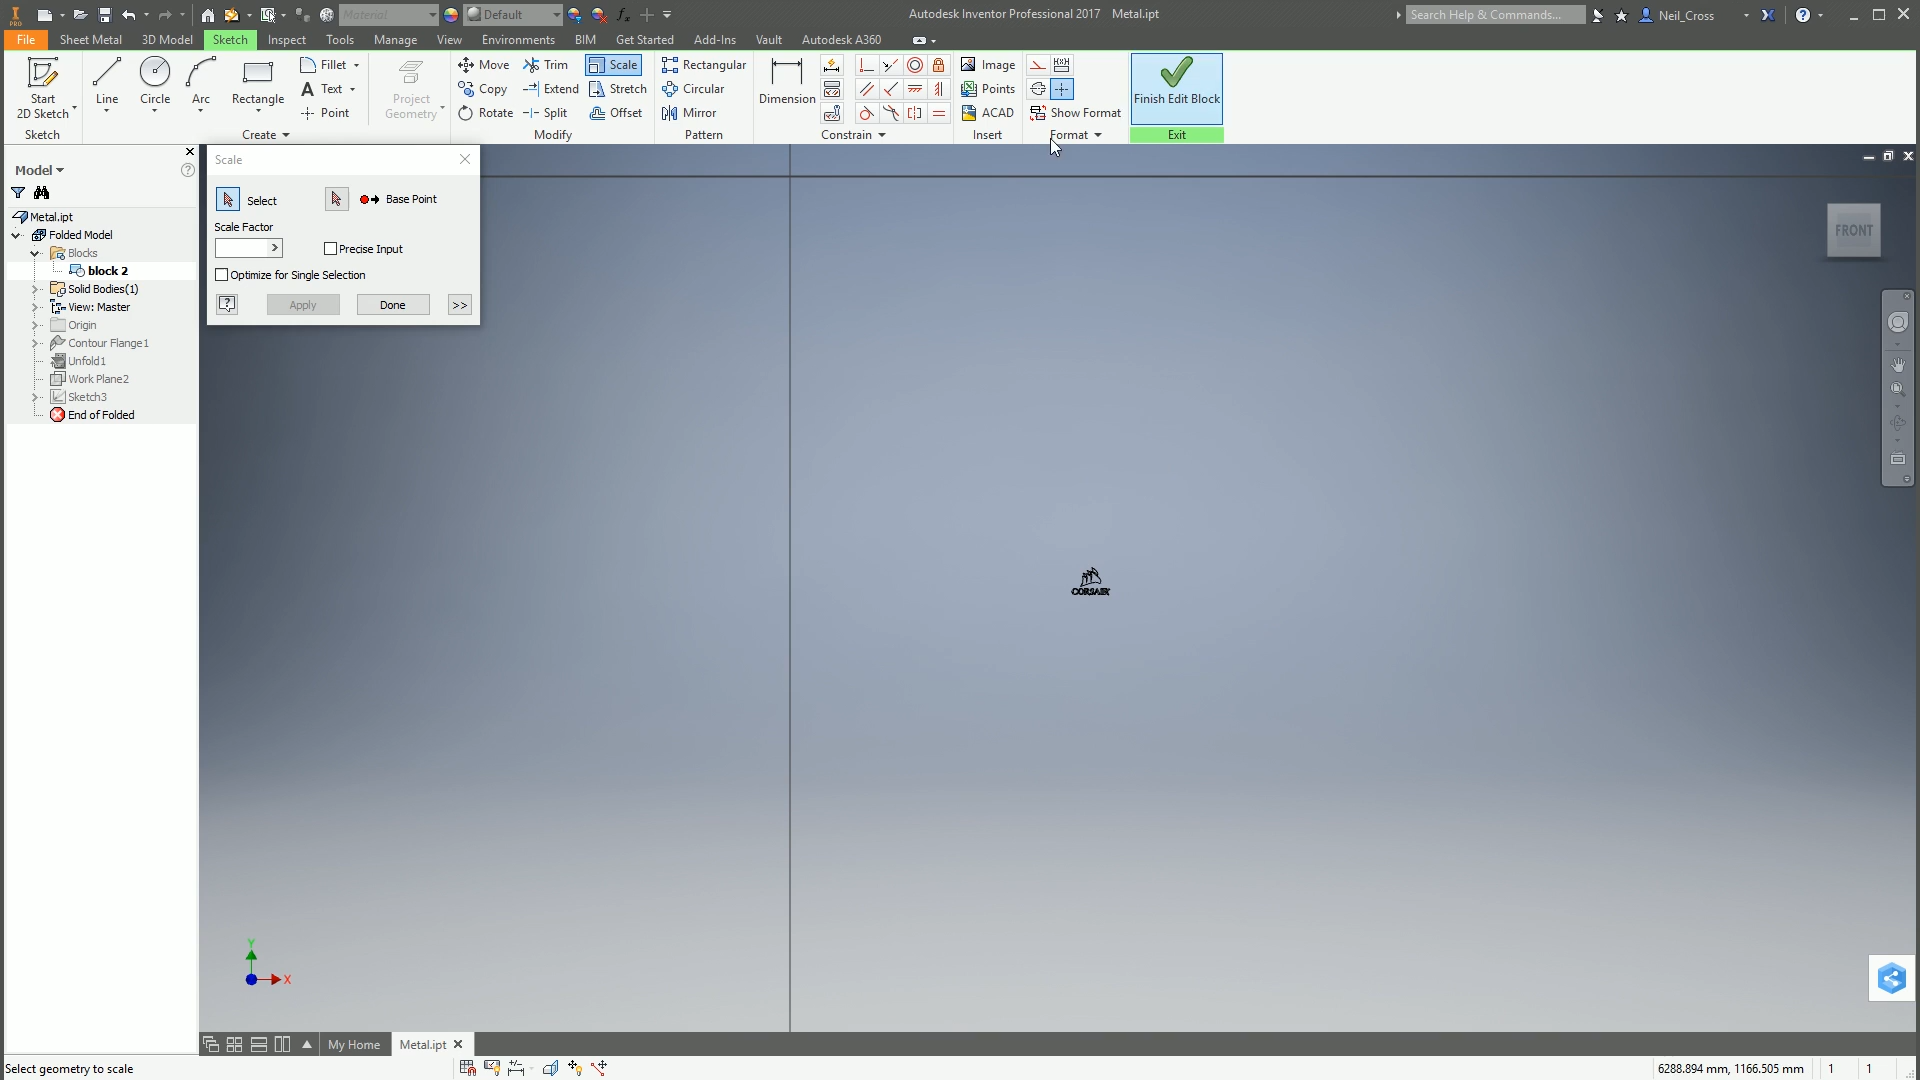 PRO
Material
Default
Autodesk Inventor Professional 2017 Metal.ipt
Search Help & Commands...
Neil_Cross
File Sheet Metal 3D Model Sketch Inspect Tools Manage View Environments BIM Get Started Add-Ins Vault Autodesk A360
Start
2D Sketch
Line
Circle
Arc
Rectangle
Fillet
Text
Point
Project
Geometry
Move
Copy
Rotate
Trim
Extend
Split
Scale
Stretch
Offset
Rectangular
Circular
Mirror
Dimension
Image
Points
ACAD
Show Format
Finish Edit Block
Sketch Create Modify Pattern Constrain Insert Format Exit
Model
Metal.ipt
Folded Model
Blocks
block 2
Solid Bodies(1)
View: Master
Origin
Contour Flange1
Unfold1
Work Plane2
Sketch3
End of Folded
Scale
Select
Base Point
Scale Factor
Precise Input
Optimize for Single Selection
Apply
Done
>>
FRONT
CORSAIR
Y
X
My Home
Metal.ipt
Select geometry to scale
6288.894 mm, 1166.505 mm 1 1